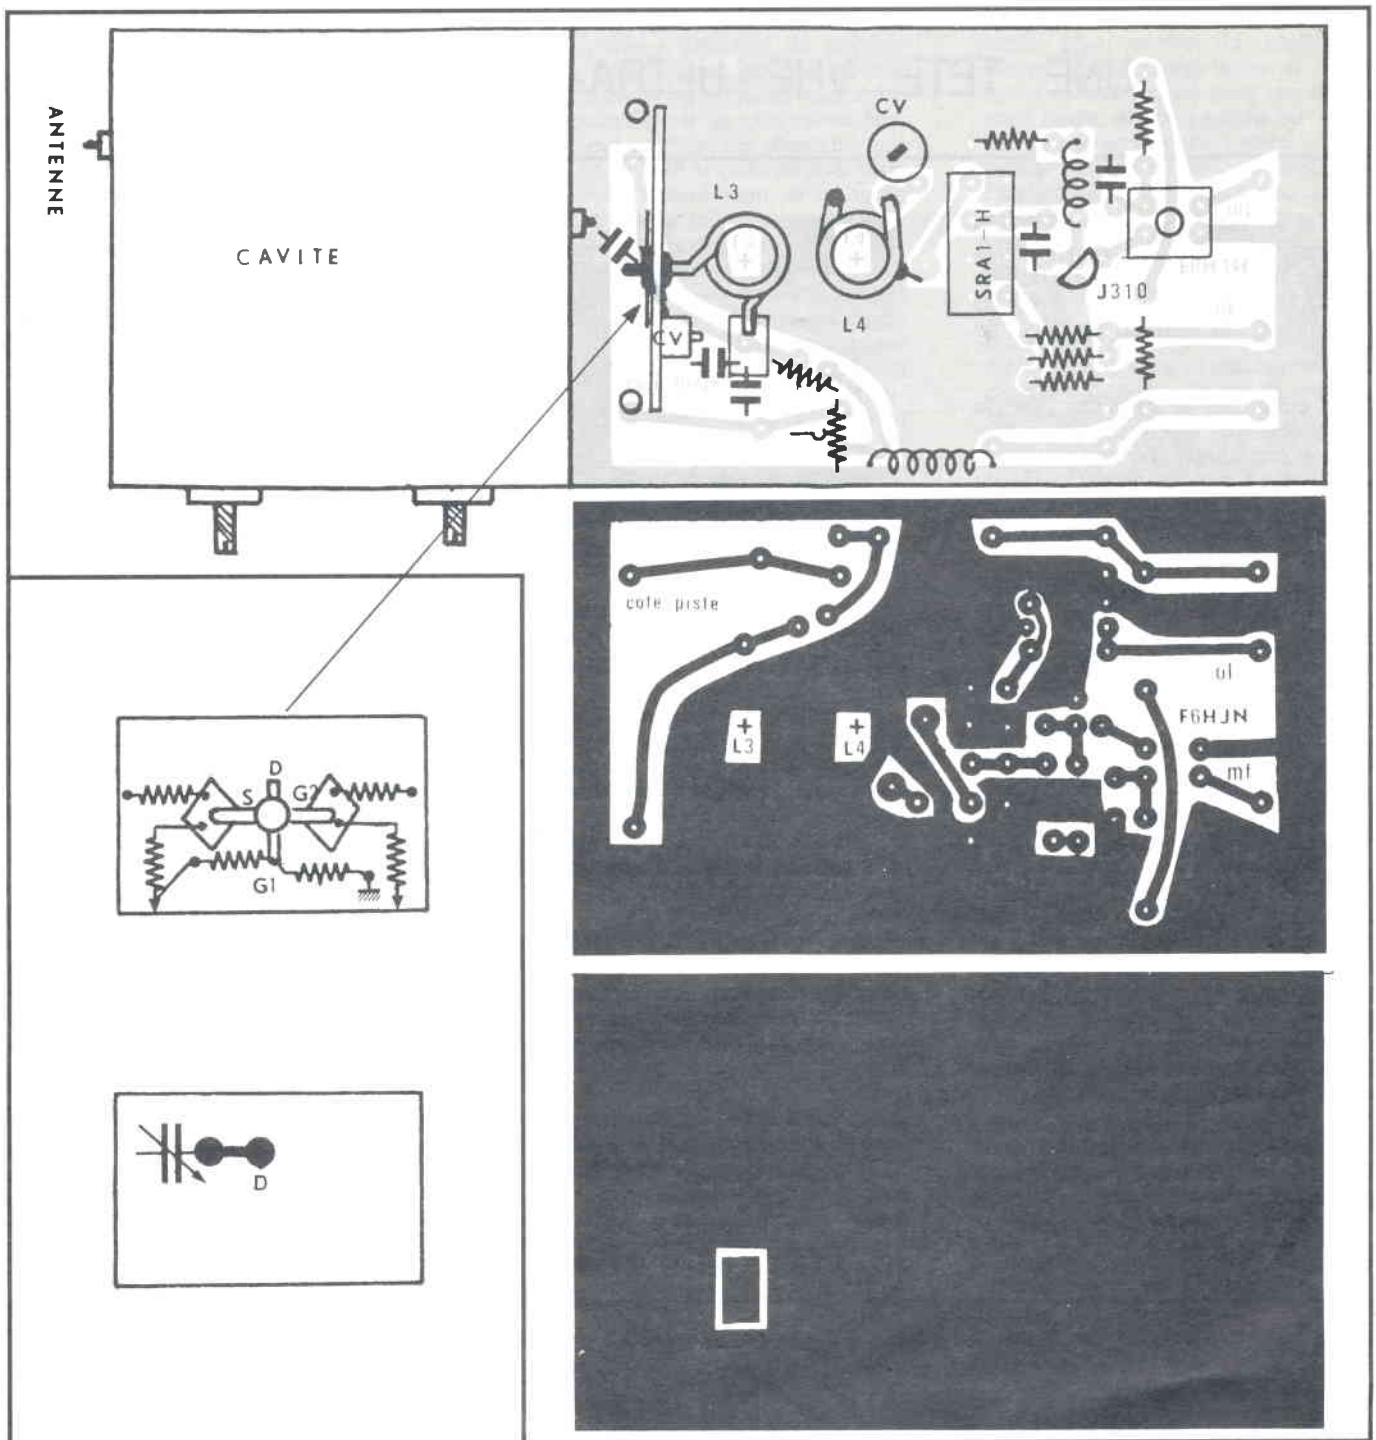 ANTENNE
CAVITE
CV
L3
L4
SRA1-H
J310
CV
cote piste
ol
F6HJN
mf
L3
L4
D
S
G2
G1
D